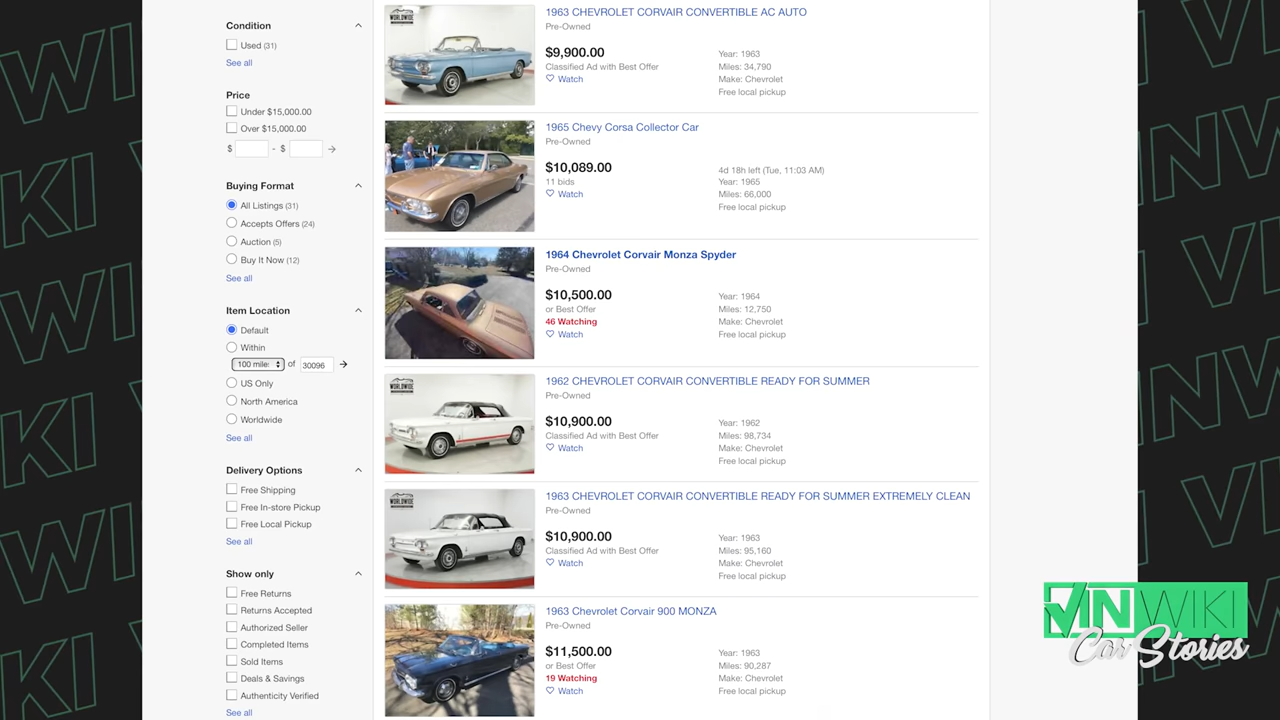 Condition
Used (31)
See all
Price
Under $15,000.00
Over $15,000.00
$ - $
Buying Format
All Listings (31)
Accepts Offers (24)
Auction (5)
Buy It Now (12)
See all
Item Location
Default
Within
100 mile: of 30096
US Only
North America
Worldwide
See all
Delivery Options
Free Shipping
Free In-store Pickup
Free Local Pickup
See all
Show only
Free Returns
Returns Accepted
Authorized Seller
Completed Items
Sold Items
Deals & Savings
Authenticity Verified
See all
WORLDWIDE
1963 CHEVROLET CORVAIR CONVERTIBLE AC AUTO
Pre-Owned
$9,900.00
Classified Ad with Best Offer
Watch
Year: 1963
Miles: 34,790
Make: Chevrolet
Free local pickup
1965 Chevy Corsa Collector Car
Pre-Owned
$10,089.00
11 bids
Watch
4d 18h left (Tue, 11:03 AM)
Year: 1965
Miles: 66,000
Free local pickup
1964 Chevrolet Corvair Monza Spyder
Pre-Owned
$10,500.00
or Best Offer
46 Watching
Watch
Year: 1964
Miles: 12,750
Make: Chevrolet
Free local pickup
WORLDWIDE
1962 CHEVROLET CORVAIR CONVERTIBLE READY FOR SUMMER
Pre-Owned
$10,900.00
Classified Ad with Best Offer
Watch
Year: 1962
Miles: 98,734
Make: Chevrolet
Free local pickup
WORLDWIDE
1963 CHEVROLET CORVAIR CONVERTIBLE READY FOR SUMMER EXTREMELY CLEAN
Pre-Owned
$10,900.00
Classified Ad with Best Offer
Watch
Year: 1963
Miles: 95,160
Make: Chevrolet
Free local pickup
1963 Chevrolet Corvair 900 MONZA
Pre-Owned
$11,500.00
or Best Offer
19 Watching
Watch
Year: 1963
Miles: 90,287
Make: Chevrolet
Free local pickup
VINWIKI
Car Stories